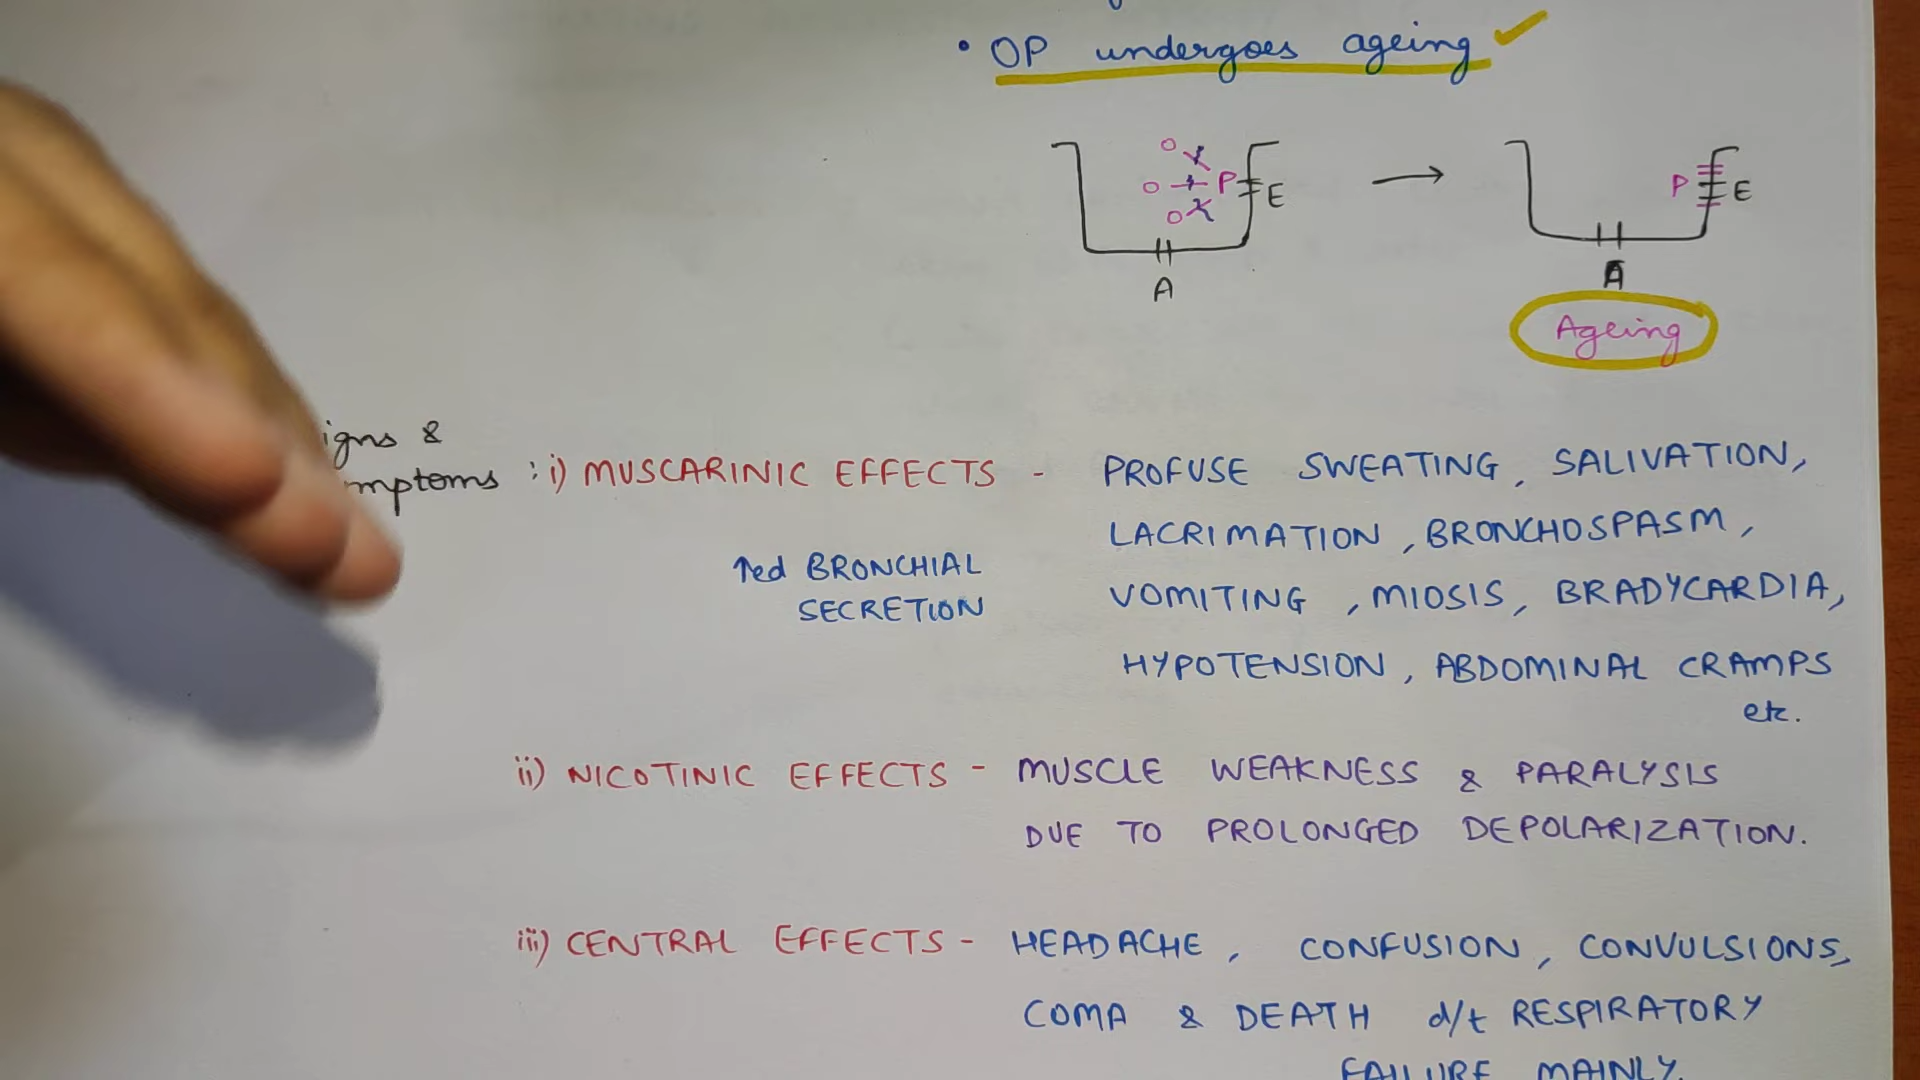 • OP undergoes ageing ✓
O
O P E
O
A
→
P E
A
Ageing
igns &
mptoms : i) MUSCARINIC EFFECTS - PROFUSE SWEATING, SALIVATION,
LACRIMATION, BRONCHOSPASM,
↑ed BRONCHIAL
SECRETION
VOMITING, MIOSIS, BRADYCARDIA,
HYPOTENSION, ABDOMINAL CRAMPS
etc.
ii) NICOTINIC EFFECTS - MUSCLE WEAKNESS & PARALYSIS
DUE TO PROLONGED DEPOLARIZATION.
iii) CENTRAL EFFECTS - HEADACHE, CONFUSION, CONVULSIONS,
COMA & DEATH d/t RESPIRATORY
FAILURE MAINLY.